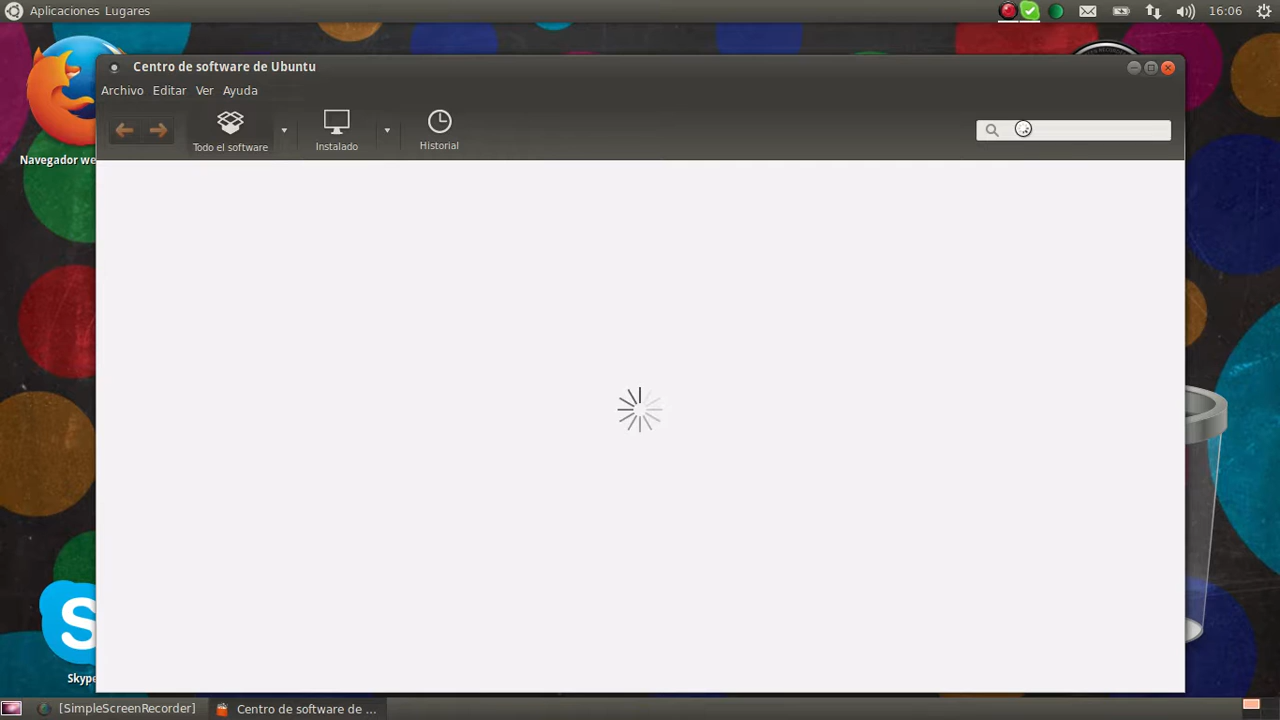 Aplicaciones Lugares
16:06
Centro de software de Ubuntu
Archivo Editar Ver Ayuda
Todo el software
Instalado
Historial
Navegador we
S
Skype
[SimpleScreenRecorder]
Centro de software de ...